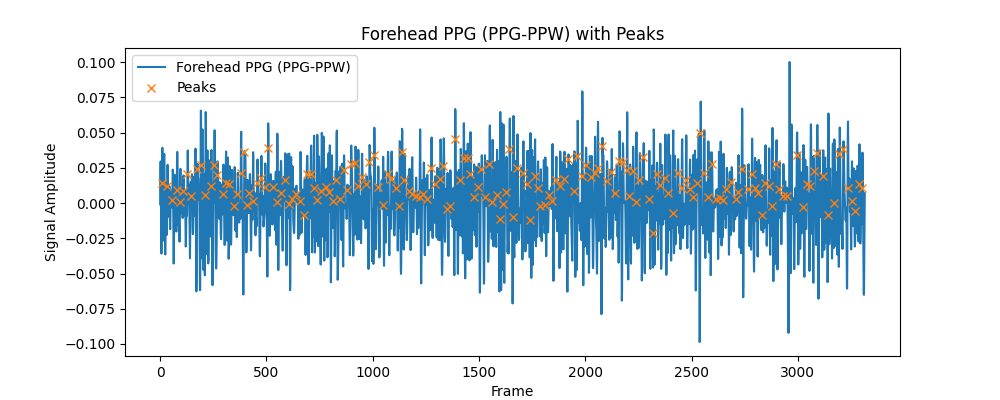 Forehead PPG (PPG-PPW) with Peaks
Forehead PPG (PPG-PPW)
Peaks
Signal Amplitude
0.100
0.075
0.050
0.025
0.000
−0.025
−0.050
−0.075
−0.100
0 500 1000 1500 2000 2500 3000
Frame